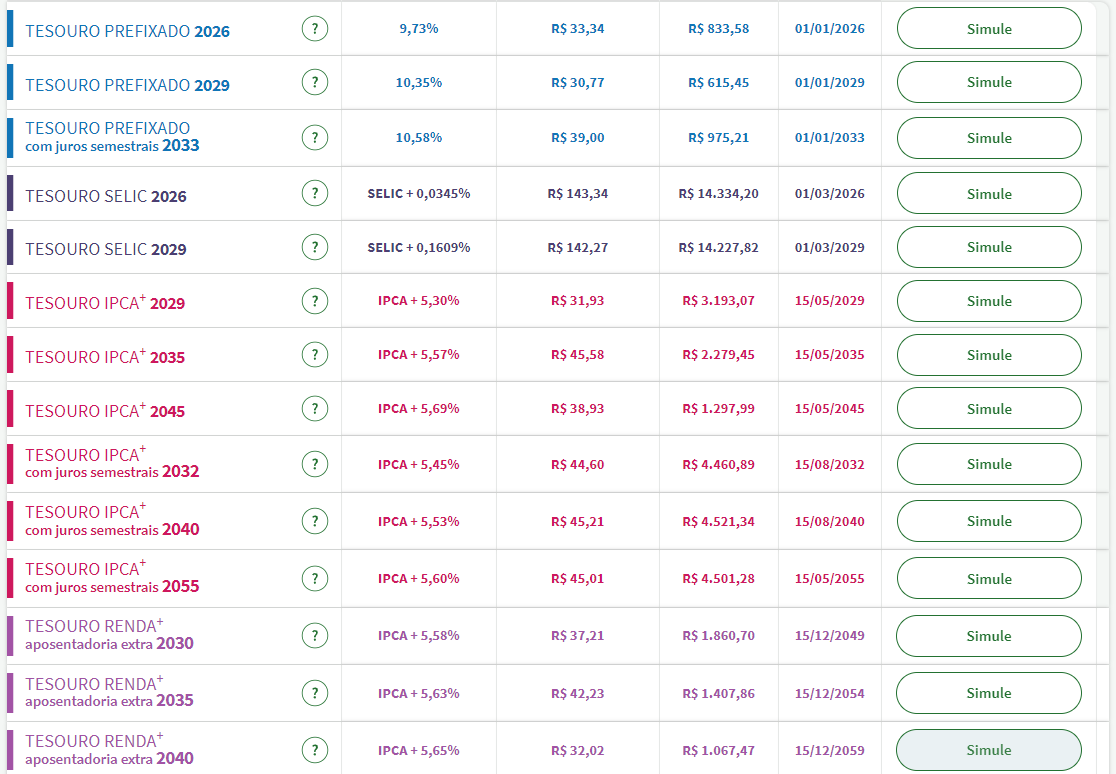 TESOURO PREFIXADO 2026 ? 9,73% R$ 33,34 R$ 833,58 01/01/2026 Simule
TESOURO PREFIXADO 2029 ? 10,35% R$ 30,77 R$ 615,45 01/01/2029 Simule
TESOURO PREFIXADO
com juros semestrais 2033 ? 10,58% R$ 39,00 R$ 975,21 01/01/2033 Simule
TESOURO SELIC 2026 ? SELIC + 0,0345% R$ 143,34 R$ 14.334,20 01/03/2026 Simule
TESOURO SELIC 2029 ? SELIC + 0,1609% R$ 142,27 R$ 14.227,82 01/03/2029 Simule
TESOURO IPCA+ 2029 ? IPCA + 5,30% R$ 31,93 R$ 3.193,07 15/05/2029 Simule
TESOURO IPCA+ 2035 ? IPCA + 5,57% R$ 45,58 R$ 2.279,45 15/05/2035 Simule
TESOURO IPCA+ 2045 ? IPCA + 5,69% R$ 38,93 R$ 1.297,99 15/05/2045 Simule
TESOURO IPCA+
com juros semestrais 2032 ? IPCA + 5,45% R$ 44,60 R$ 4.460,89 15/08/2032 Simule
TESOURO IPCA+
com juros semestrais 2040 ? IPCA + 5,53% R$ 45,21 R$ 4.521,34 15/08/2040 Simule
TESOURO IPCA+
com juros semestrais 2055 ? IPCA + 5,60% R$ 45,01 R$ 4.501,28 15/05/2055 Simule
TESOURO RENDA+
aposentadoria extra 2030 ? IPCA + 5,58% R$ 37,21 R$ 1.860,70 15/12/2049 Simule
TESOURO RENDA+
aposentadoria extra 2035 ? IPCA + 5,63% R$ 42,23 R$ 1.407,86 15/12/2054 Simule
TESOURO RENDA+
aposentadoria extra 2040 ? IPCA + 5,65% R$ 32,02 R$ 1.067,47 15/12/2059 Simule